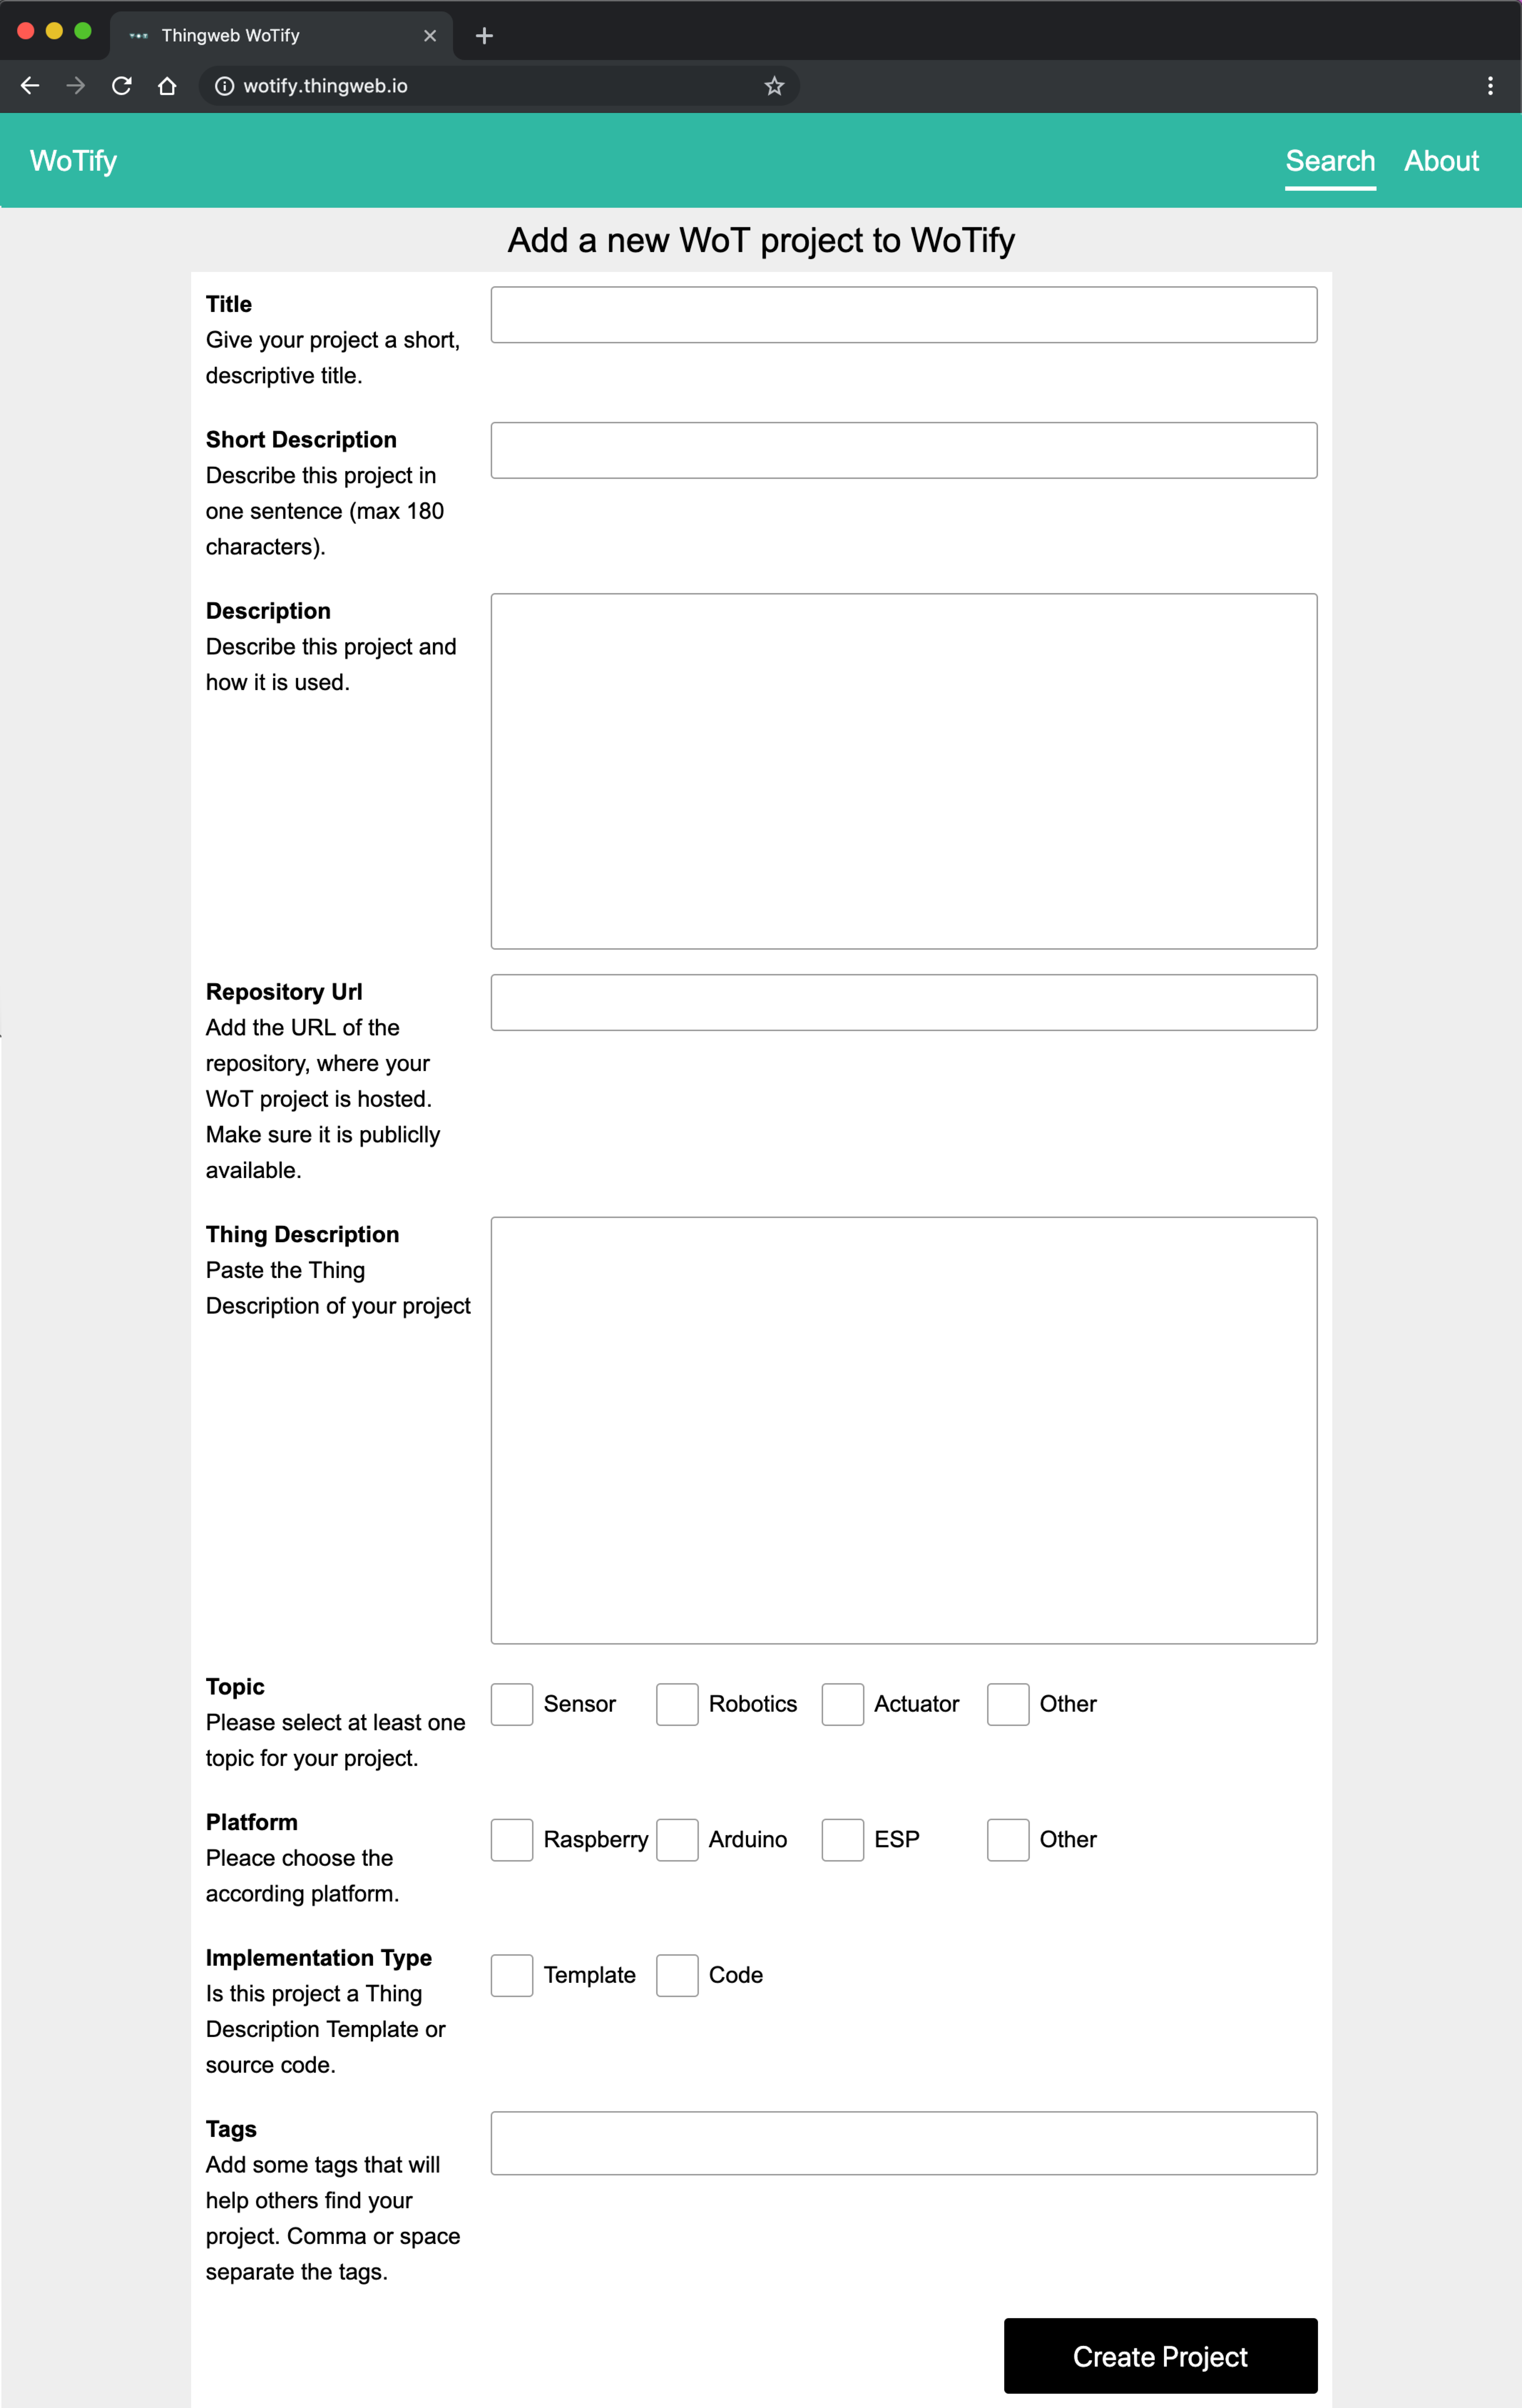 Thingweb WoTify
wotify.thingweb.io
WoTify
Search About
Add a new WoT project to WoTify
Title
Give your project a short,
descriptive title.
Short Description
Describe this project in
one sentence (max 180
characters).
Description
Describe this project and
how it is used.
Repository Url
Add the URL of the
repository, where your
WoT project is hosted.
Make sure it is publiclly
available.
Thing Description
Paste the Thing
Description of your project
Topic
Please select at least one
topic for your project.
Sensor Robotics Actuator Other
Platform
Pleace choose the
according platform.
Raspberry Arduino ESP Other
Implementation Type
Is this project a Thing
Description Template or
source code.
Template Code
Tags
Add some tags that will
help others find your
project. Comma or space
separate the tags.
Create Project